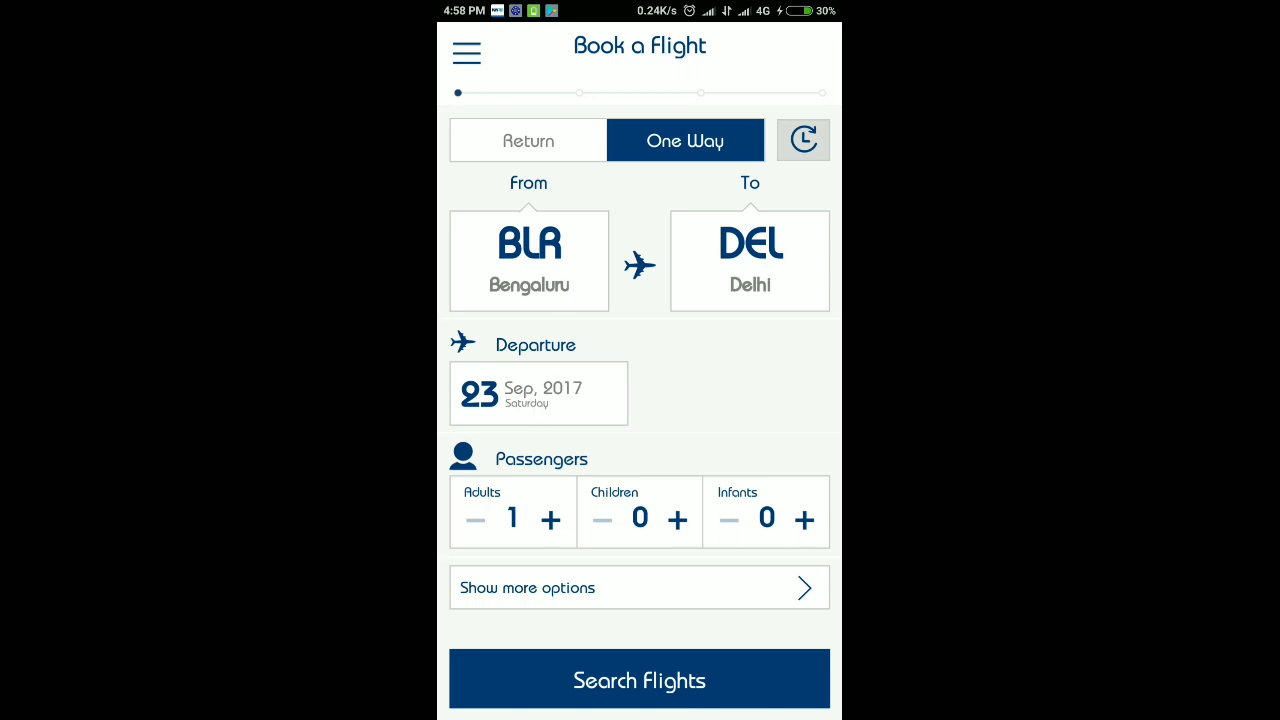 4:58 PM 0.24K/s 4G 30%
Book a Flight
Return One Way
From To
BLR DEL
Bengaluru Delhi
Departure
23 Sep, 2017
Saturday
Passengers
Adults Children Infants
− 1 + − 0 + − 0 +
Show more options
Search Flights